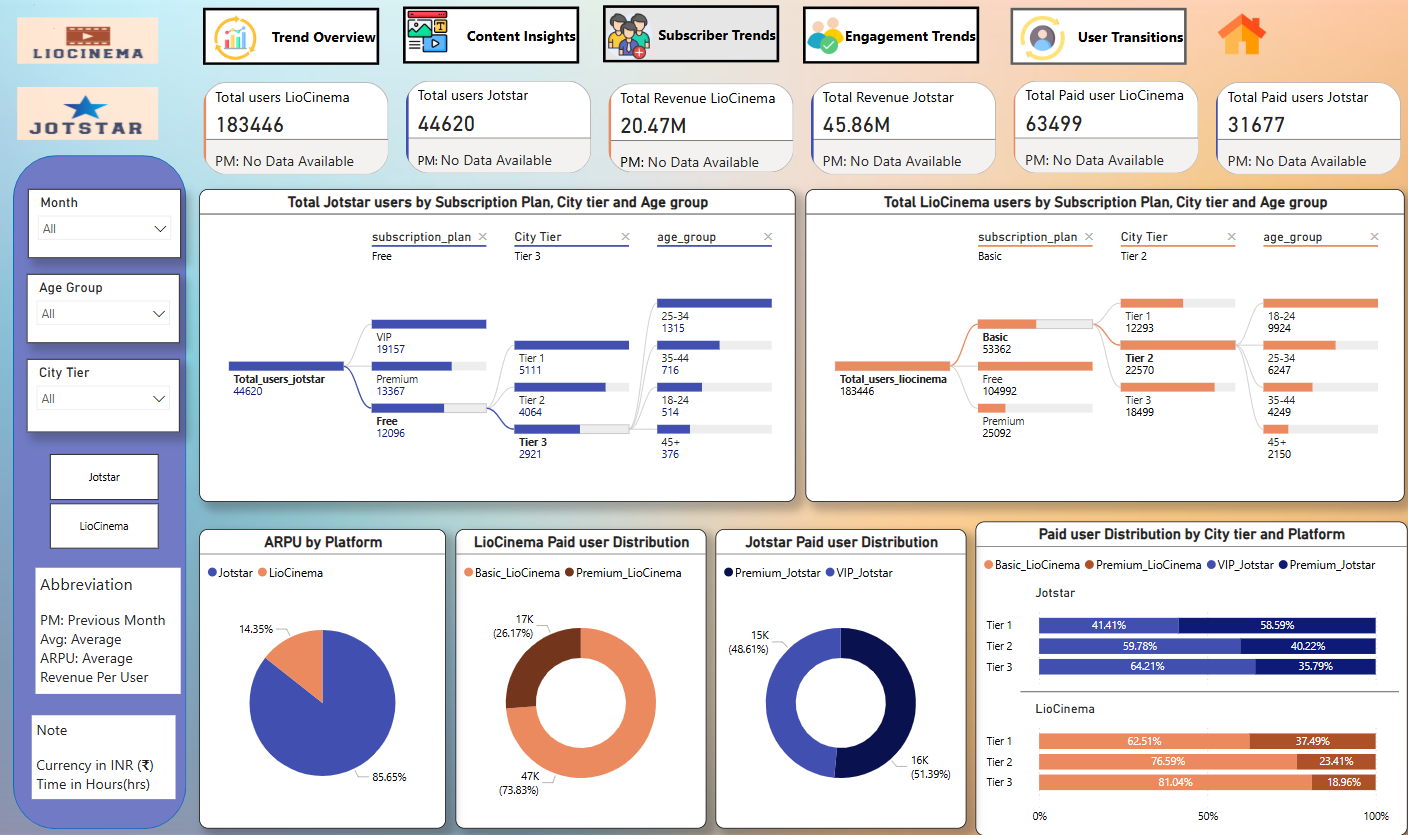 LIOCINEMA
JOTSTAR
Trend Overview
Content Insights
Subscriber Trends
Engagement Trends
User Transitions
Total users LioCinema
183446
PM: No Data Available
Total users Jotstar
44620
PM: No Data Available
Total Revenue LioCinema
20.47M
PM: No Data Available
Total Revenue Jotstar
45.86M
PM: No Data Available
Total Paid user LioCinema
63499
PM: No Data Available
Total Paid users Jotstar
31677
PM: No Data Available
Month
All
Age Group
All
City Tier
All
Jotstar
LioCinema
Abbreviation
PM: Previous Month
Avg: Average
ARPU: Average
Revenue Per User
Note
Currency in INR (₹)
Time in Hours(hrs)
Total Jotstar users by Subscription Plan, City tier and Age group
subscription_plan
Free
City Tier
Tier 3
age_group
Total_users_jotstar
44620
VIP
19157
Premium
13367
Free
12096
Tier 1
5111
Tier 2
4064
Tier 3
2921
25-34
1315
35-44
716
18-24
514
45+
376
Total LioCinema users by Subscription Plan, City tier and Age group
subscription_plan
Basic
City Tier
Tier 2
age_group
Total_users_liocinema
183446
Basic
53362
Free
104992
Premium
25092
Tier 1
12293
Tier 2
22570
Tier 3
18499
18-24
9924
25-34
6247
35-44
4249
45+
2150
ARPU by Platform
Jotstar LioCinema
14.35%
85.65%
LioCinema Paid user Distribution
Basic_LioCinema Premium_LioCinema
17K
(26.17%)
47K
(73.83%)
Jotstar Paid user Distribution
Premium_Jotstar VIP_Jotstar
15K
(48.61%)
16K
(51.39%)
Paid user Distribution by City tier and Platform
Basic_LioCinema Premium_LioCinema VIP_Jotstar Premium_Jotstar
Jotstar
Tier 1 41.41% 58.59%
Tier 2 59.78% 40.22%
Tier 3 64.21% 35.79%
LioCinema
Tier 1 62.51% 37.49%
Tier 2 76.59% 23.41%
Tier 3 81.04% 18.96%
0% 50% 100%